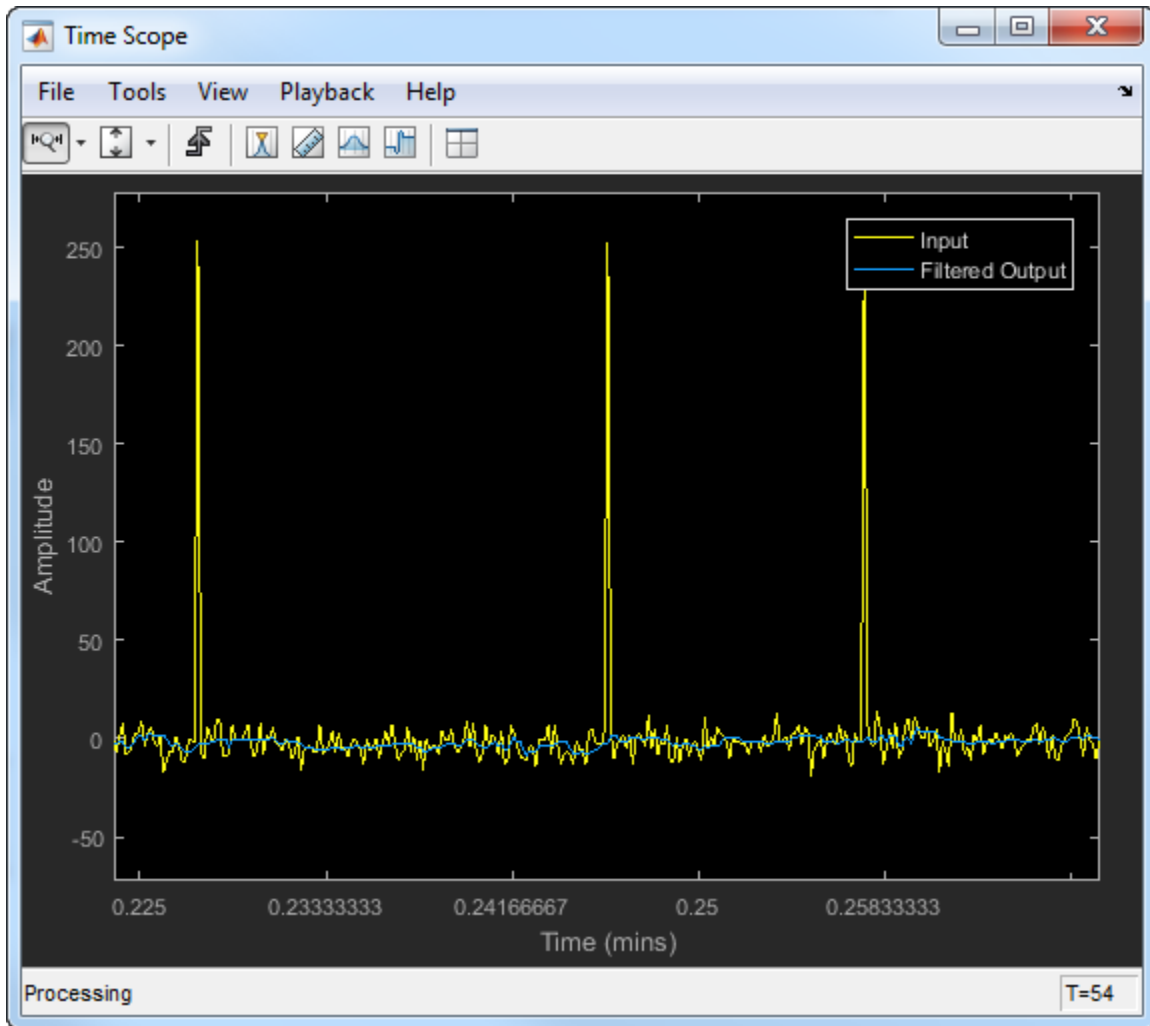 Time Scope
File Tools View Playback Help
Input
Filtered Output
250
200
150
100
50
0
-50
Amplitude
0.225 0.23333333 0.24166667 0.25 0.25833333
Time (mins)
Processing T=54